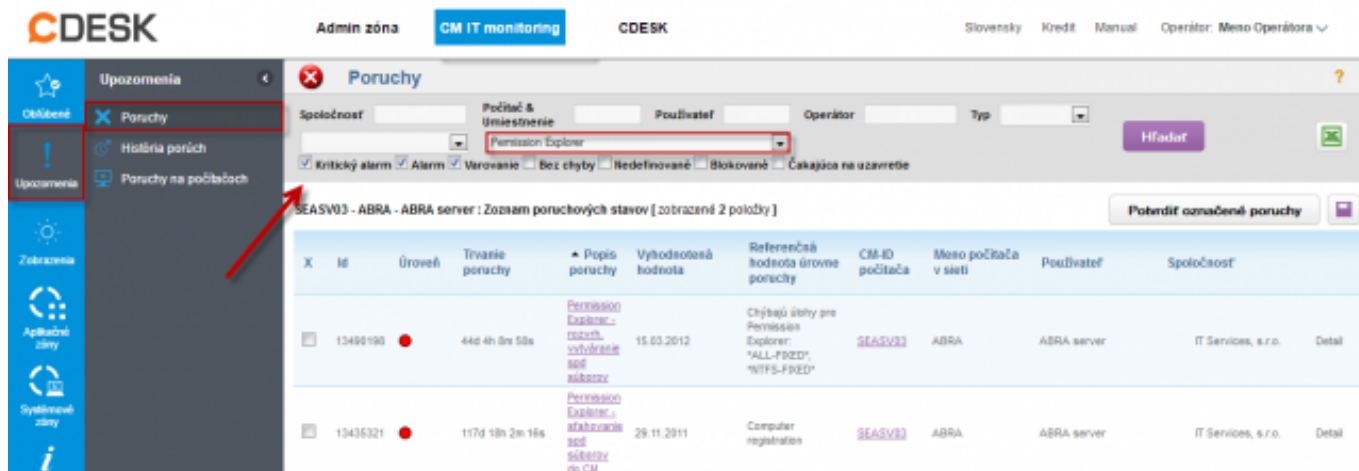 CDESK
Admin zóna
CM IT monitoring
CDESK
Slovensky
Kredit
Manual
Operátor: Meno Operátora
Obľúbené
Upozornenia
Zobrazenia
Aplikačné
zóny
Systémové
zóny
Upozornenia
Poruchy
História porúch
Poruchy na počítačoch
Poruchy
?
Spoločnosť
Počítač &
Umiestnenie
Používateľ
Operátor
Typ
Permission Explorer
Hľadať
Kritický alarm
Alarm
Varovanie
Bez chyby
Nedefinované
Blokované
Čakajúca na uzavretie
SEASV03 - ABRA - ABRA server : Zoznam poruchových stavov [ zobrazené 2 položky ]
Potvrdiť označené poruchy
X
Id
Úroveň
Trvanie
poruchy
Popis
poruchy
Vyhodnotená
hodnota
Referenčná
hodnota úrovne
poruchy
CM-ID
počítača
Meno počítača
v sieti
Používateľ
Spoločnosť
13490198
44d 4h 8m 58s
Permission
Explorer -
rozvrh.
vytváranie
spd
súborov
15.03.2012
Chýbajú úlohy pre
Permission
Explorer:
"ALL-FIXED",
"NTFS-FIXED"
SEASV03
ABRA
ABRA server
IT Services, s.r.o.
Detail
13435321
117d 18h 2m 16s
Permission
Explorer -
sťahovanie
spd
súborov
do CM
29.11.2011
Computer
registration
SEASV03
ABRA
ABRA server
IT Services, s.r.o.
Detail